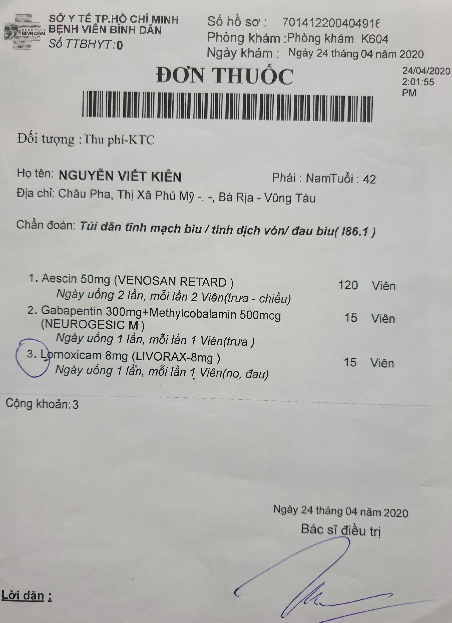 SỞ Y TẾ TP.HỒ CHÍ MINH
BỆNH VIỆN BÌNH DÂN
Số TTBHYT:0
Số hồ sơ : 701412200404916
Phòng khám :Phòng khám K604
Ngày khám : Ngày 24 tháng 04 năm 2020
ĐƠN THUỐC
24/04/2020
2:01:55
PM
Đối tượng :Thu phí-KTC
Họ tên: NGUYỄN VIẾT KIÊN Phái : NamTuổi : 42
Địa chỉ: Châu Pha, Thị Xã Phú Mỹ -. -, Bà Rịa - Vũng Tàu
Chẩn đoán: Túi dãn tĩnh mạch bìu / tinh dịch vón/ đau bìu( I86.1 )
1. Aescin 50mg (VENOSAN RETARD ) 120 Viên
Ngày uống 2 lần, mỗi lần 2 Viên(trưa - chiều)
2. Gabapentin 300mg+Methylcobalamin 500mcg 15 Viên
(NEUROGESIC M )
Ngày uống 1 lần, mỗi lần 1 Viên(trưa )
3. Lornoxicam 8mg (LIVORAX-8mg ) 15 Viên
Ngày uống 1 lần, mỗi lần 1 Viên(no, đau)
Cộng khoản:3
Ngày 24 tháng 04 năm 2020
Bác sĩ điều trị
Lời dặn :